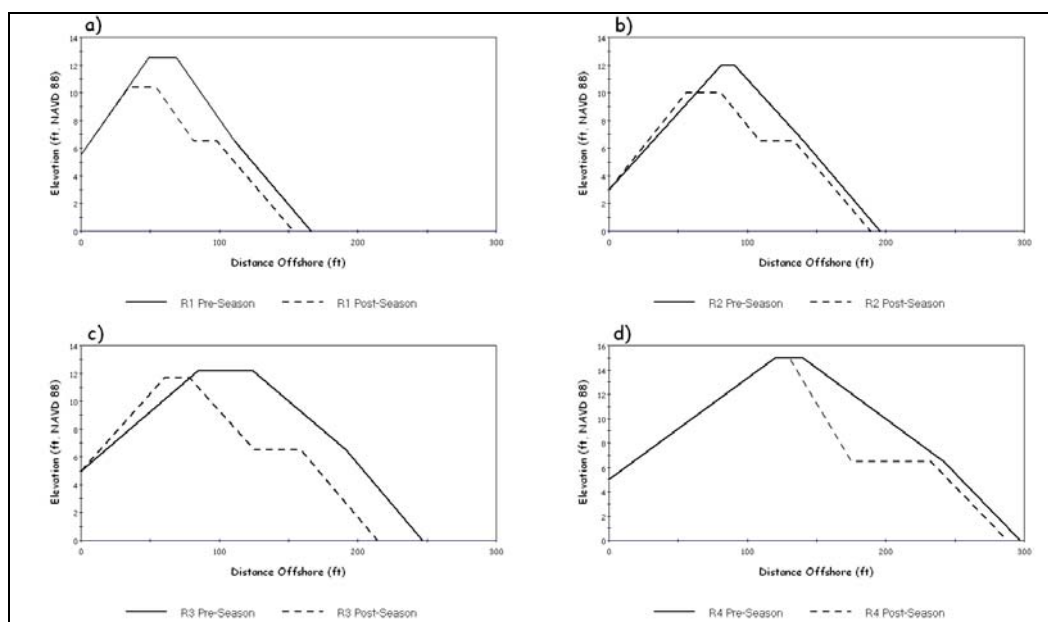 a)
14
12
10
8
6
4
2
0
Elevation (ft, NAVD 88)
0
100
200
300
Distance Offshore (ft)
R1 Pre-Season
R1 Post-Season
b)
14
12
10
8
6
4
2
0
Elevation (ft, NAVD 88)
0
100
200
300
Distance Offshore (ft)
R2 Pre-Season
R2 Post-Season
c)
14
12
10
8
6
4
2
0
Elevation (ft, NAVD 88)
0
100
200
300
Distance Offshore (ft)
R3 Pre-Season
R3 Post-Season
d)
16
14
12
10
8
6
4
2
0
Elevation (ft, NAVD 88)
0
100
200
300
Distance Offshore (ft)
R4 Pre-Season
R4 Post-Season